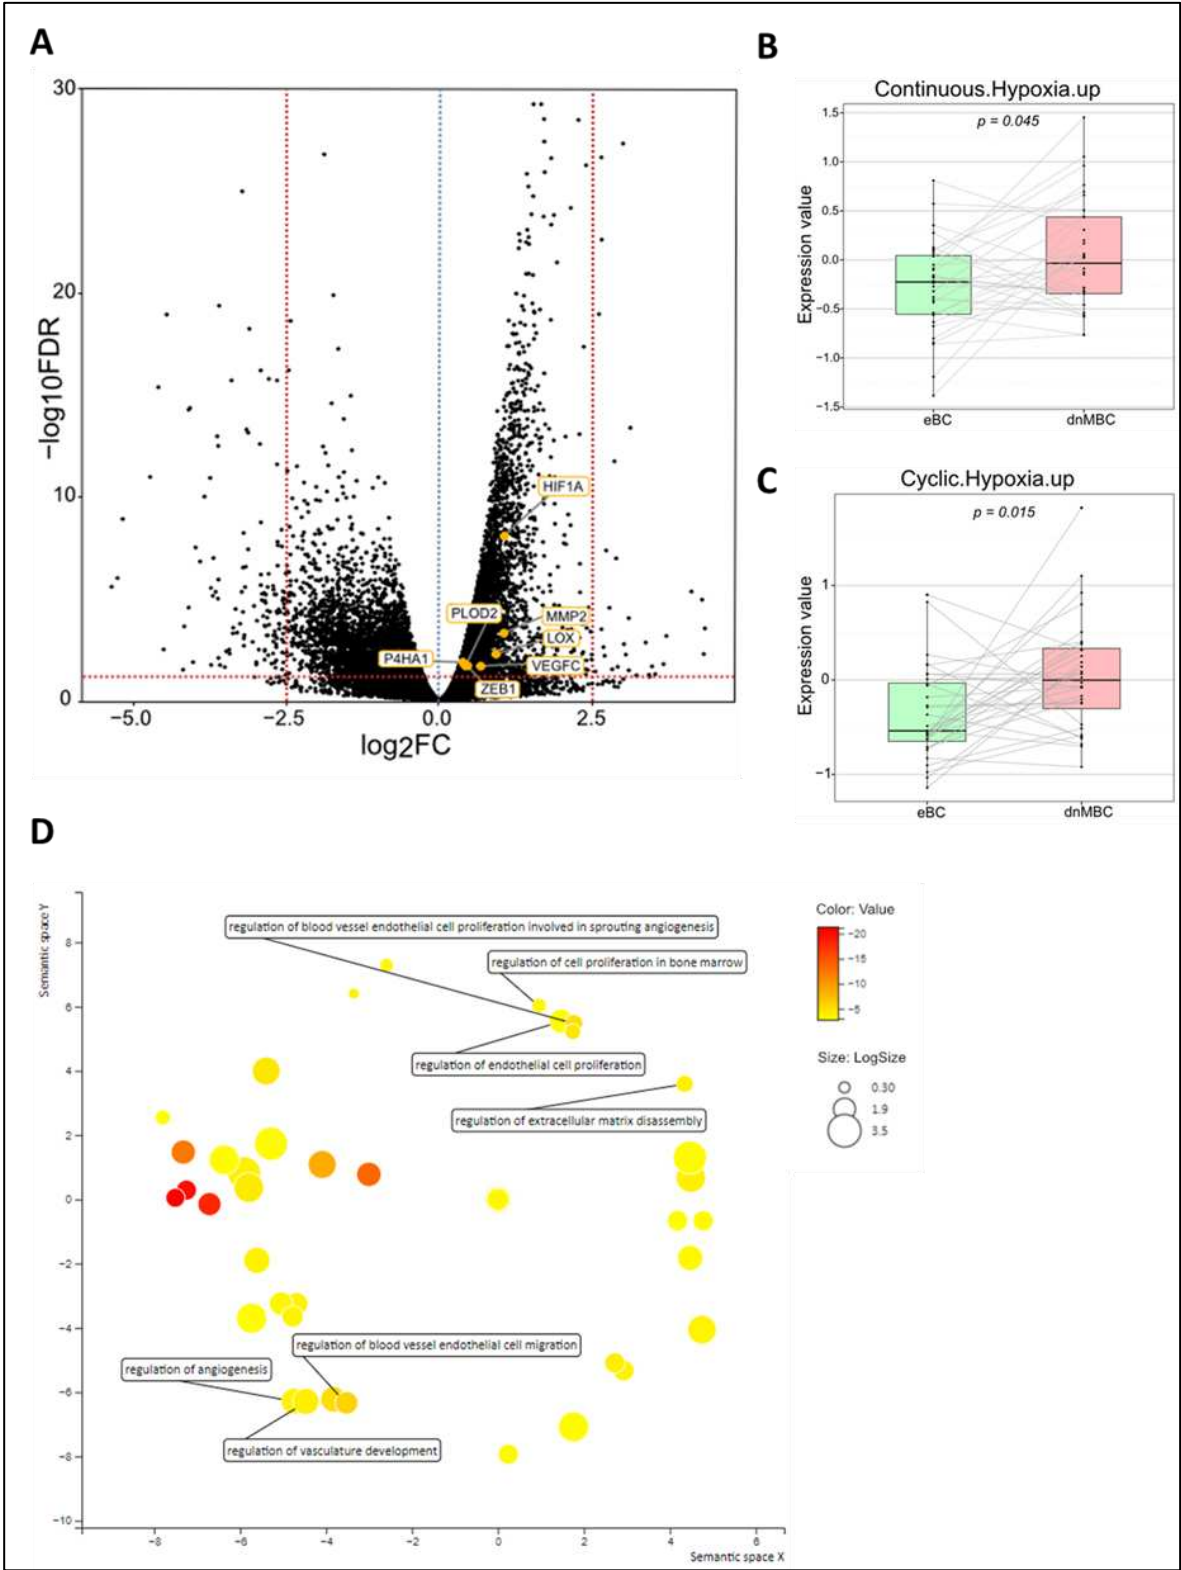 A
30
20
10
0
−log10FDR
HIF1A
PLOD2
MMP2
LOX
P4HA1
VEGFC
ZEB1
−5.0
−2.5
0.0
2.5
log2FC
B
Continuous.Hypoxia.up
p = 0.045
Expression value
1.5
1.0
0.5
0.0
−0.5
−1.0
−1.5
eBC
dnMBC
C
Cyclic.Hypoxia.up
p = 0.015
Expression value
1
0
−1
eBC
dnMBC
D
Semantic space Y
8
6
4
2
0
−2
−4
−6
−8
−10
regulation of blood vessel endothelial cell proliferation involved in sprouting angiogenesis
regulation of cell proliferation in bone marrow
regulation of endothelial cell proliferation
regulation of extracellular matrix disassembly
regulation of blood vessel endothelial cell migration
regulation of angiogenesis
regulation of vasculature development
−8
−6
−4
−2
0
2
4
6
Semantic space X
Color: Value
−20
−15
−10
−5
Size: LogSize
0.30
1.9
3.5